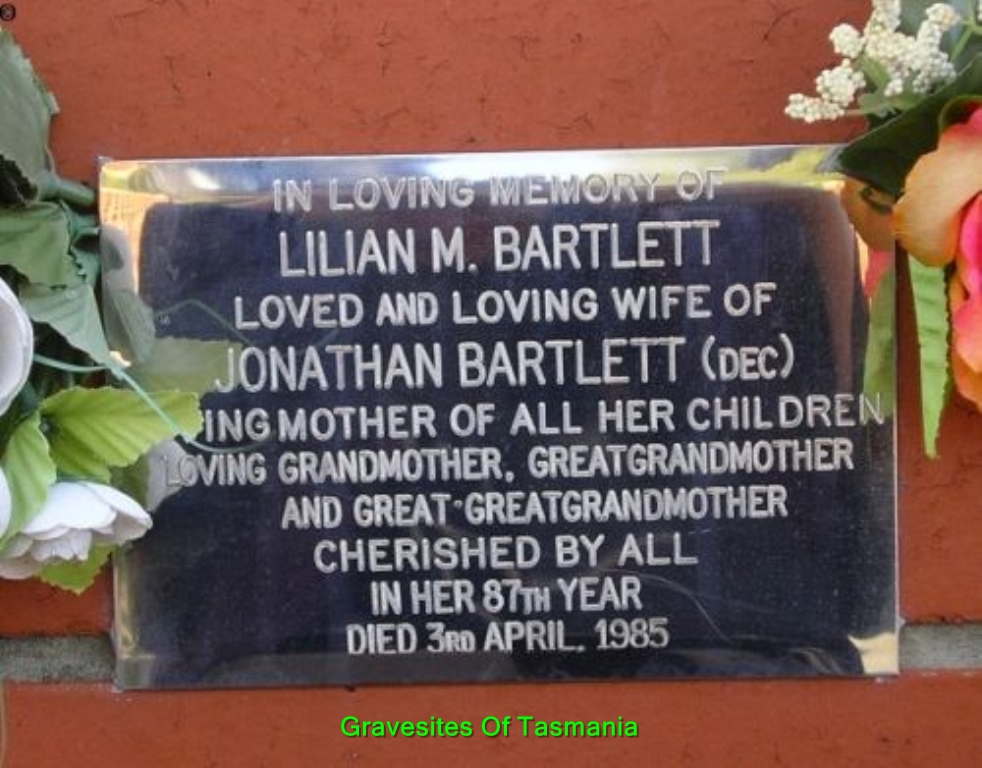 IN LOVING MEMORY OF
LILIAN M. BARTLETT
LOVED AND LOVING WIFE OF
JONATHAN BARTLETT (DEC)
MOTHER OF ALL HER CHILDREN
LOVING GRANDMOTHER, GREATGRANDMOTHER
AND GREAT-GREATGRANDMOTHER
CHERISHED BY ALL
IN HER 87TH YEAR
DIED 3RD APRIL, 1985
Gravesites Of Tasmania